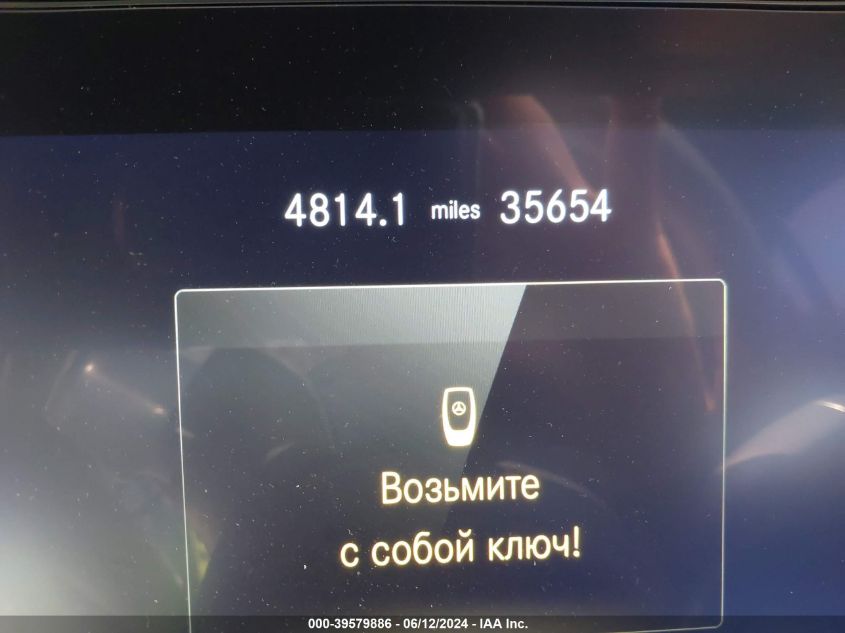 4814.1 miles 35654
Возьмите
с собой ключ!
000-39579886 - 06/12/2024 - IAA Inc.